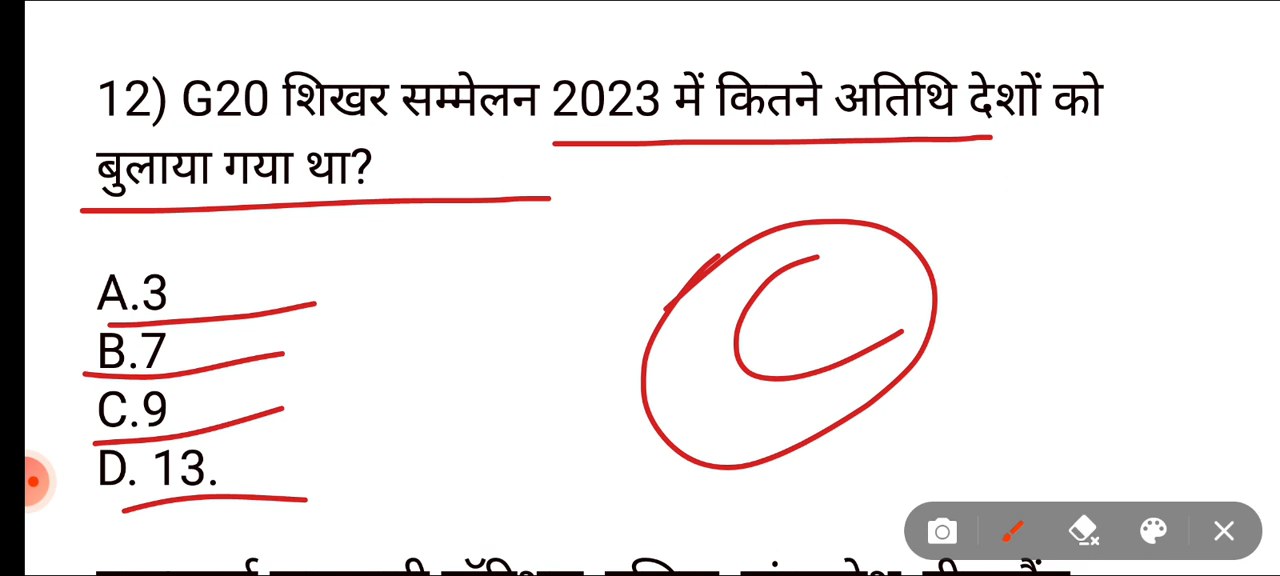 12) G20 शिखर सम्मेलन 2023 में कितने अतिथि देशों को
बुलाया गया था?
A.3
B.7
C.9
D. 13.
C